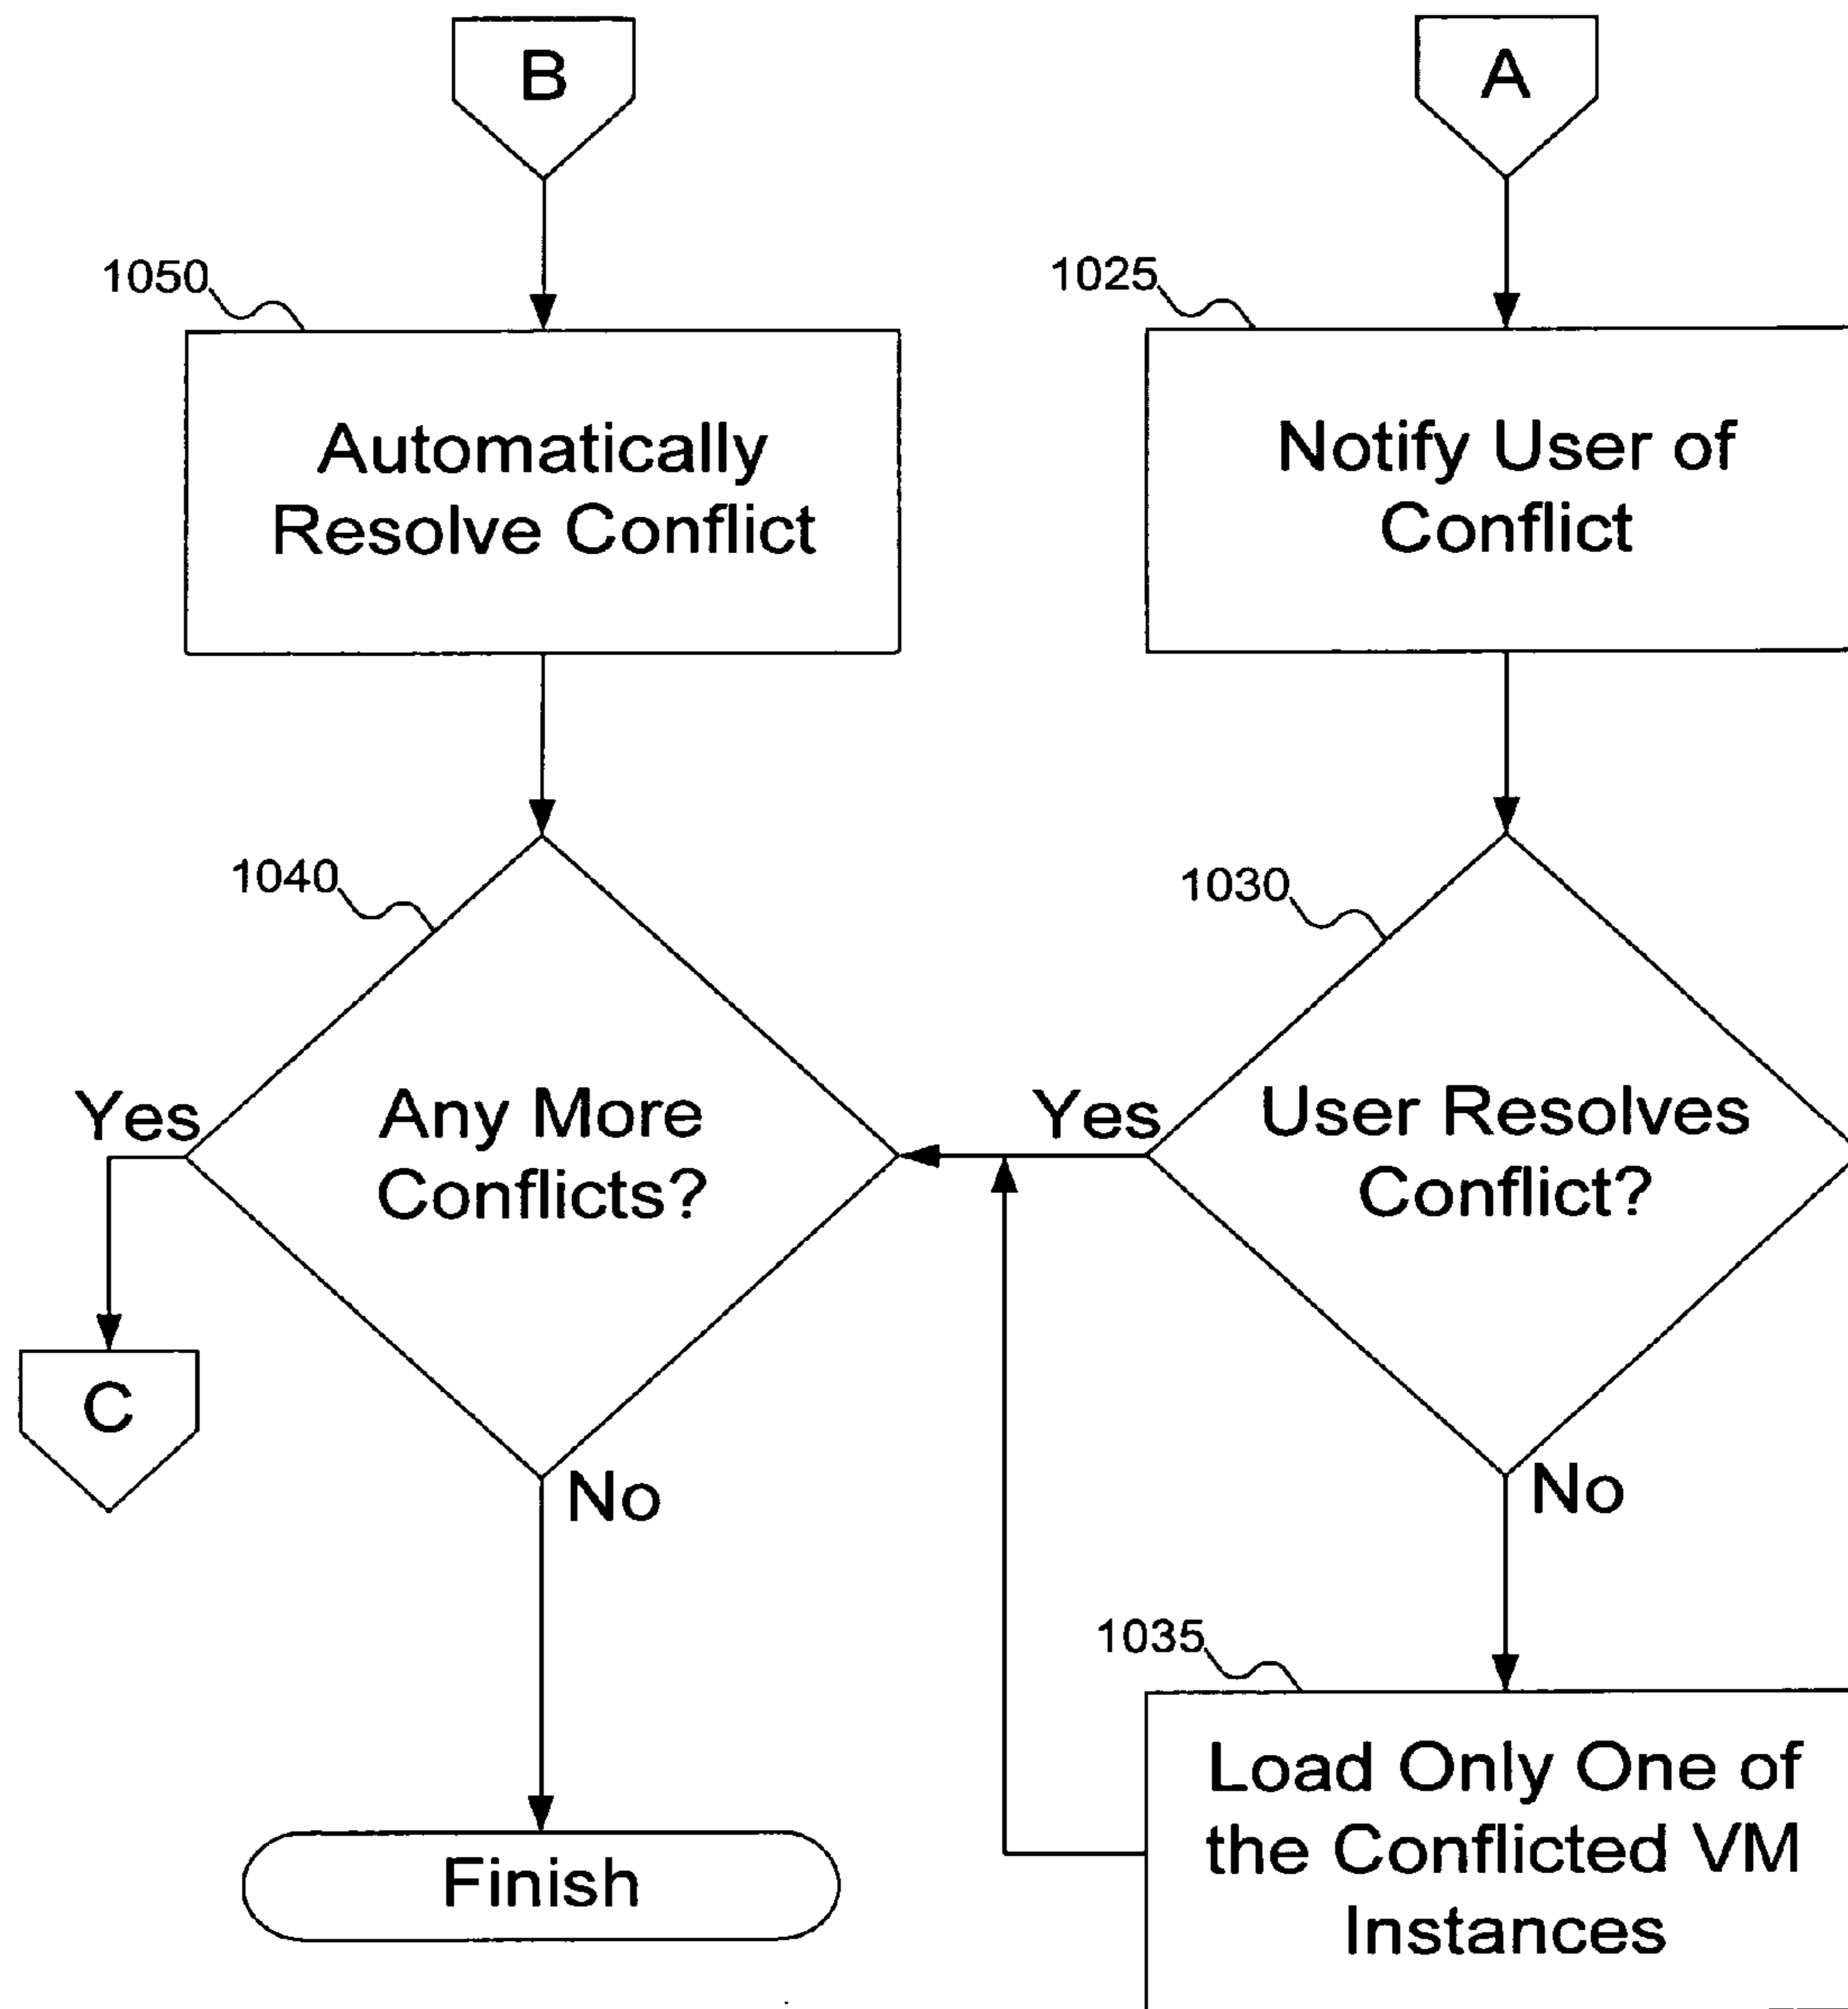 B
A
1050
1025
Automatically
Resolve Conflict
Notify User of
Conflict
1040
1030
Yes
Any More
Conflicts?
Yes
User Resolves
Conflict?
C
No
No
1035
Load Only One of
the Conflicted VM
Instances
Finish